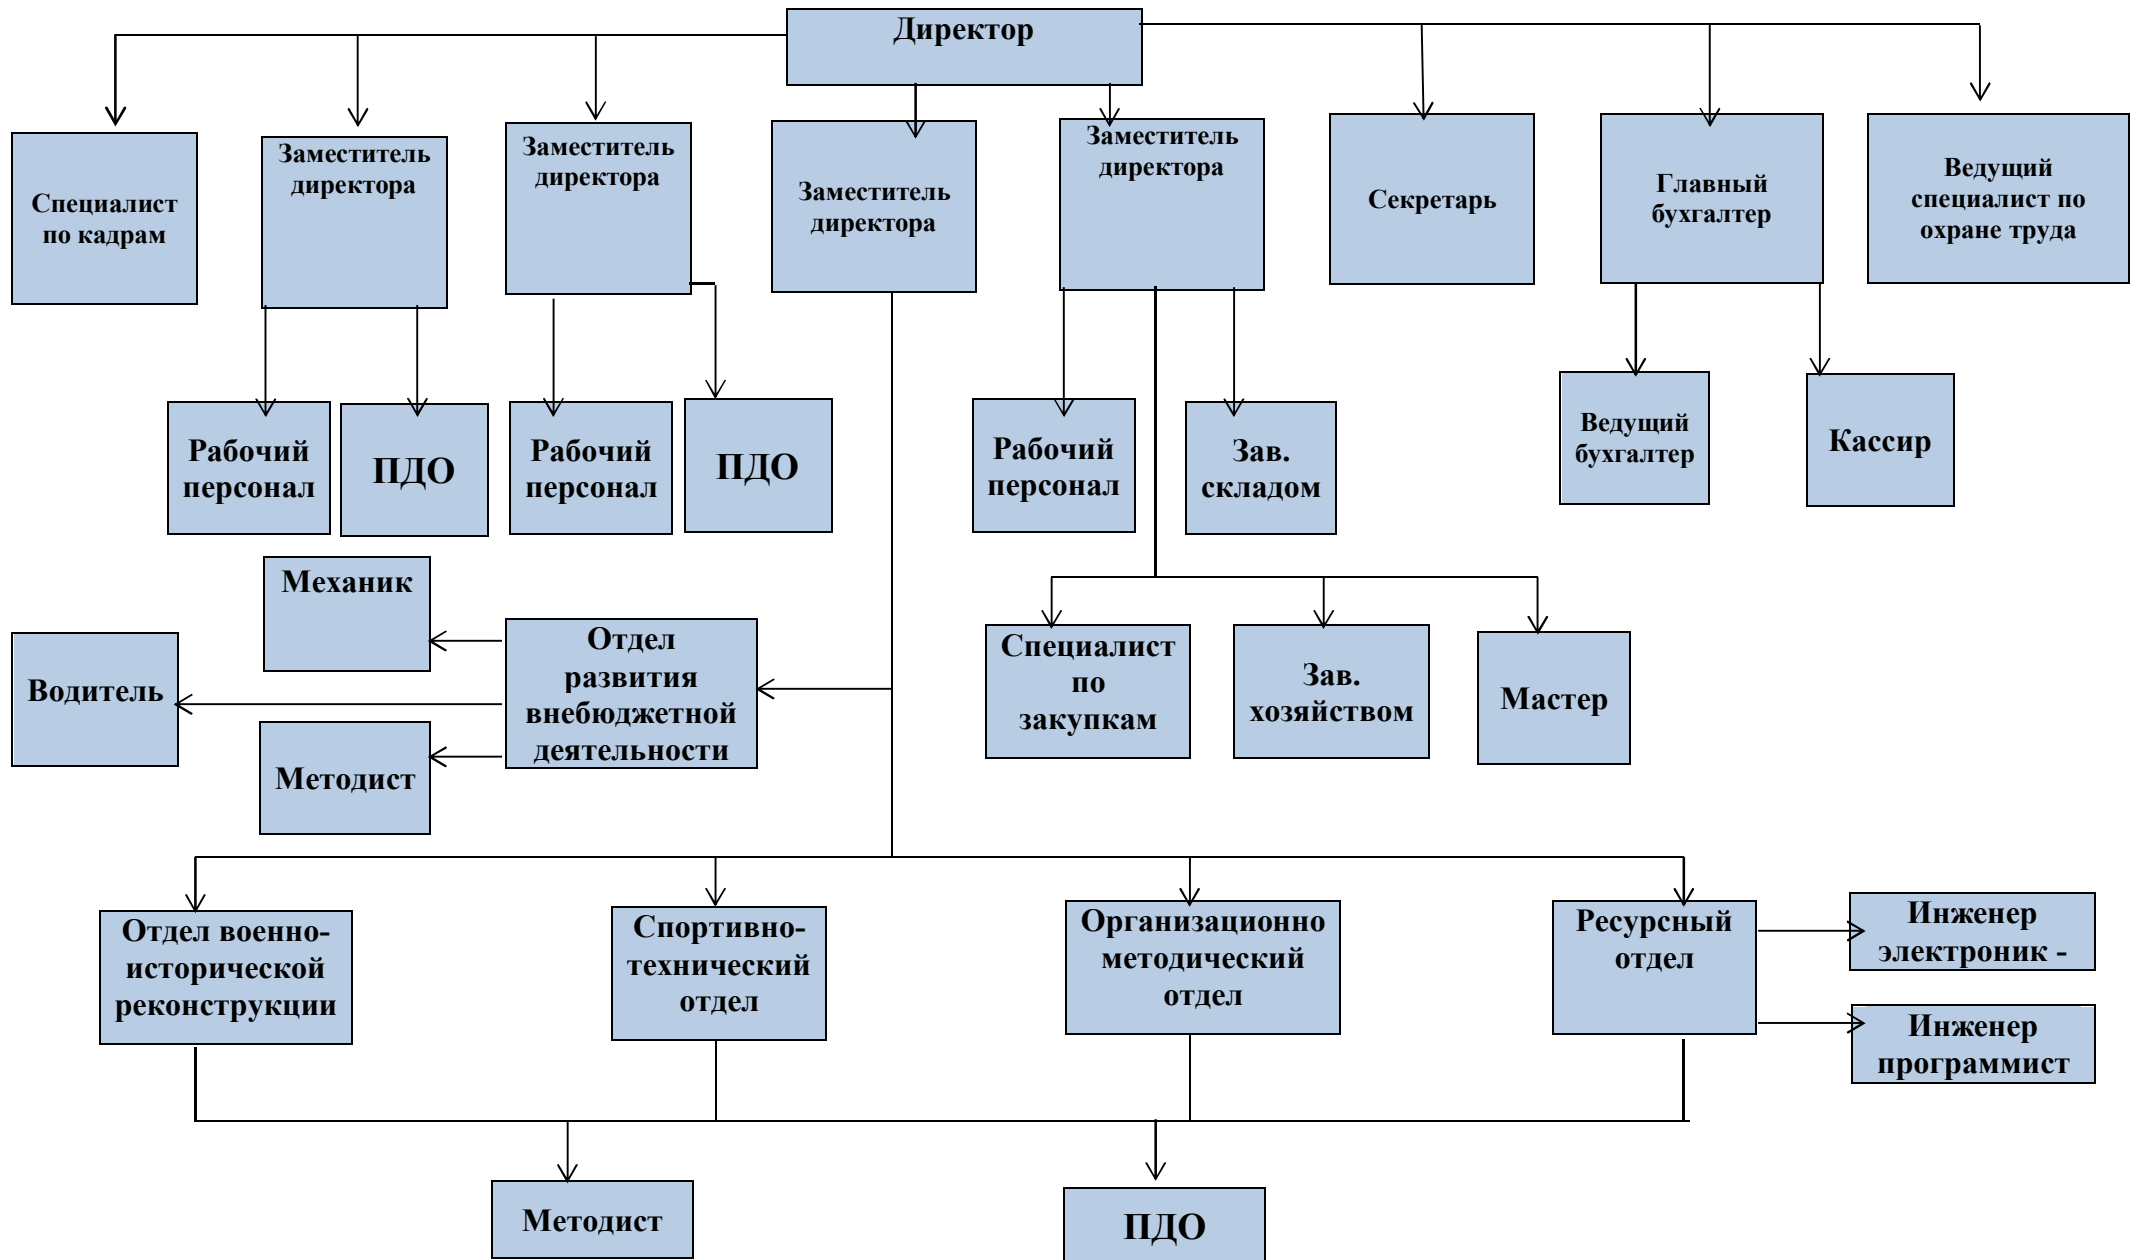 Директор
Специалист
по кадрам
Заместитель
директора
Заместитель
директора
Заместитель
директора
Заместитель
директора
Секретарь
Главный
бухгалтер
Ведущий
специалист по
охране труда
Рабочий
персонал
ПДО
Рабочий
персонал
ПДО
Рабочий
персонал
Зав.
складом
Ведущий
бухгалтер
Кассир
Механик
Водитель
Методист
Отдел
развития
внебюджетной
деятельности
Специалист
по
закупкам
Зав.
хозяйством
Мастер
Отдел военно-
исторической
реконструкции
Спортивно-
технический
отдел
Организационно
методический
отдел
Ресурсный
отдел
Инженер
электроник -
Инженер
программист
Методист
ПДО